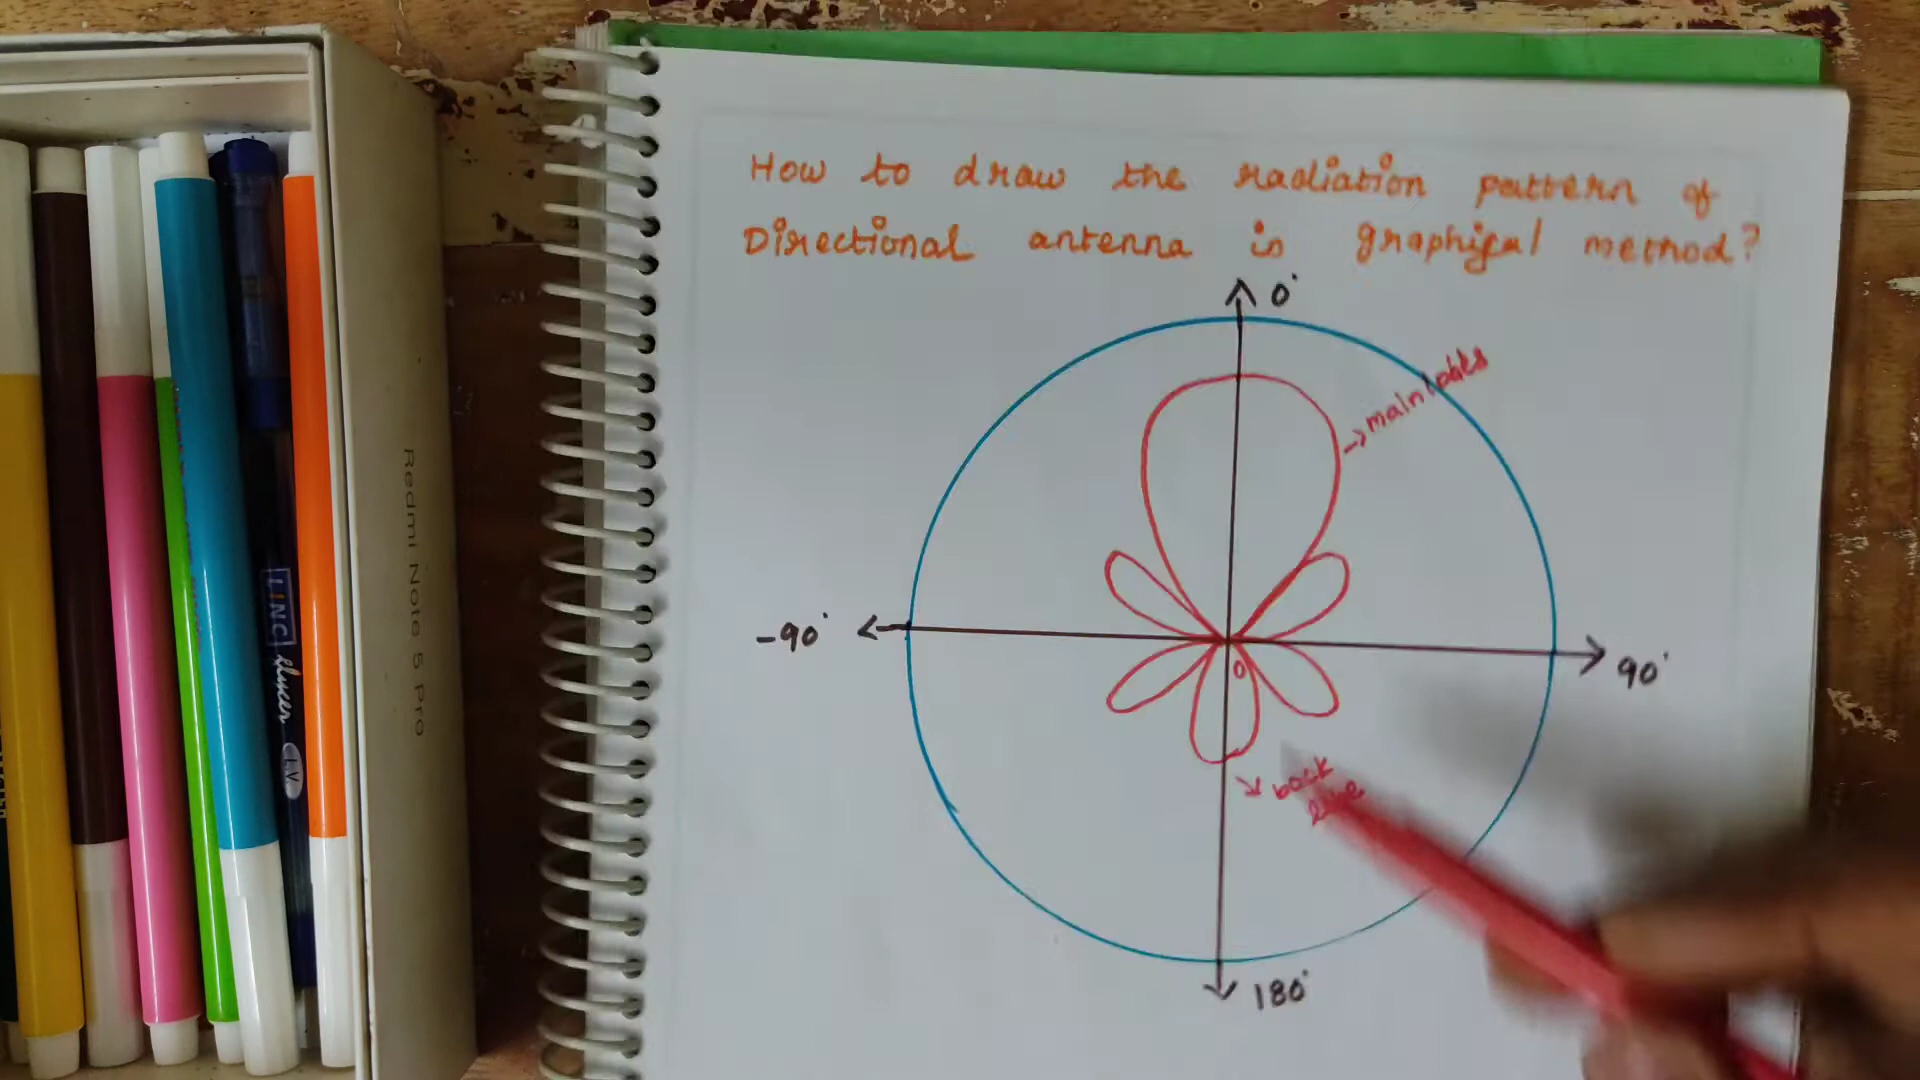 How to draw the radiation pattern of
Directional antenna in graphical method?
0°
→ main lobes
-90°
90°
0
back
180°
Redmi Note 5 Pro
LINC
I.V.